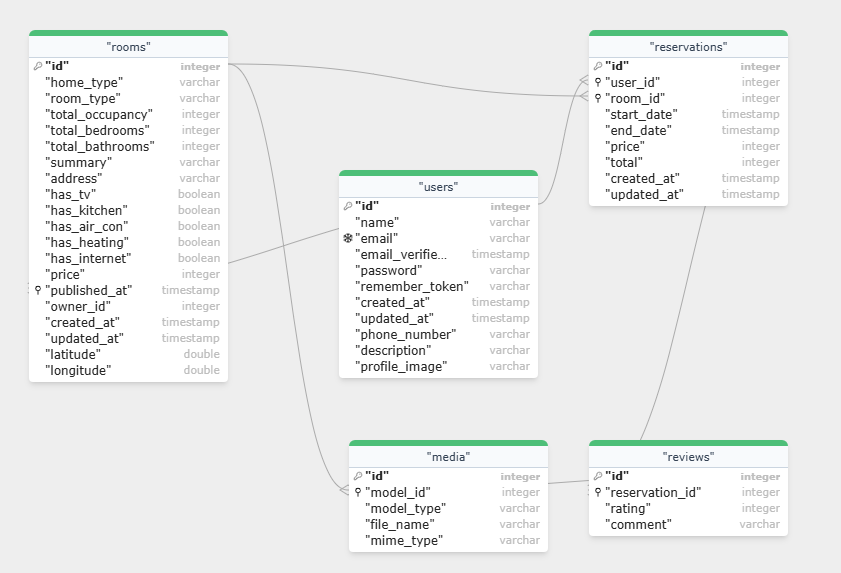 "rooms"
"id" integer
"home_type" varchar
"room_type" varchar
"total_occupancy" integer
"total_bedrooms" integer
"total_bathrooms" integer
"summary" varchar
"address" varchar
"has_tv" boolean
"has_kitchen" boolean
"has_air_con" boolean
"has_heating" boolean
"has_internet" boolean
"price" integer
"published_at" timestamp
"owner_id" integer
"created_at" timestamp
"updated_at" timestamp
"latitude" double
"longitude" double
"users"
"id" integer
"name" varchar
"email" varchar
"email_verifie... timestamp
"password" varchar
"remember_token" varchar
"created_at" timestamp
"updated_at" timestamp
"phone_number" varchar
"description" varchar
"profile_image" varchar
"reservations"
"id" integer
"user_id" integer
"room_id" integer
"start_date" timestamp
"end_date" timestamp
"price" integer
"total" integer
"created_at" timestamp
"updated_at" timestamp
"media"
"id" integer
"model_id" integer
"model_type" varchar
"file_name" varchar
"mime_type" varchar
"reviews"
"id" integer
"reservation_id" integer
"rating" integer
"comment" varchar